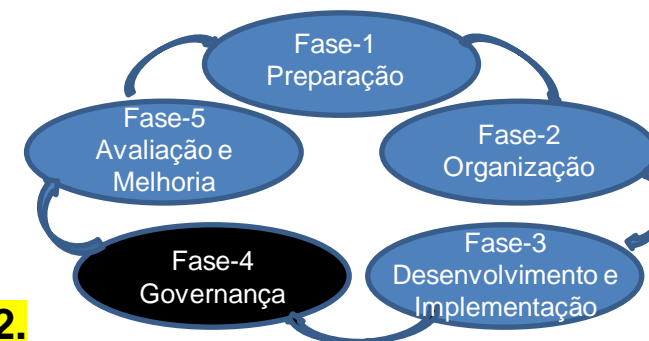 Fase-1
Preparação
Fase-2
Organização
Fase-3
Desenvolvimento e
Implementação
Fase-4
Governança
Fase-5
Avaliação e
Melhoria
2.